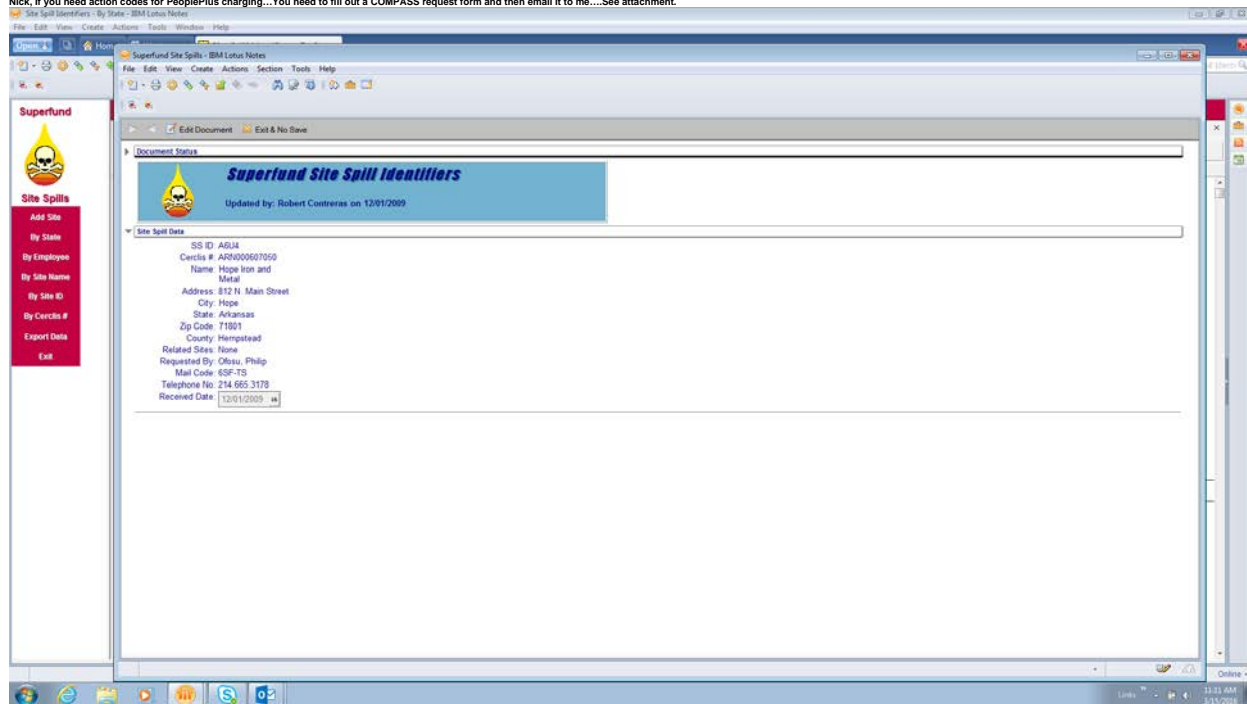 Nick, if you need action codes for PeoplePlus charging…You need to fill out a COMPASS request form and then email it to me….See attachment.
Site Spill Identifiers - By State - IBM Lotus Notes
File Edit View Create Actions Tools Window Help
Open
Superfund Site Spills - IBM Lotus Notes
File Edit View Create Actions Section Tools Help
Superfund
Edit Document Exit & No Save
Document Status
Superfund Site Spill Identifiers
Updated by: Robert Contreras on 12/01/2009
Site Spills
Add Site
By State
By Employee
By Site Name
By Site ID
By Cerclis #
Export Data
Exit
Site Spill Data
SS ID: A6U4
Cerclis #: ARN000607050
Name: Hope Iron and
Metal
Address: 812 N. Main Street
City: Hope
State: Arkansas
Zip Code: 71801
County: Hempstead
Related Sites: None
Requested By: Ofosu, Philip
Mail Code: 6SF-TS
Telephone No: 214.665.3178
Received Date: 12/01/2009
Online
Links
11:11 AM
3/15/2016